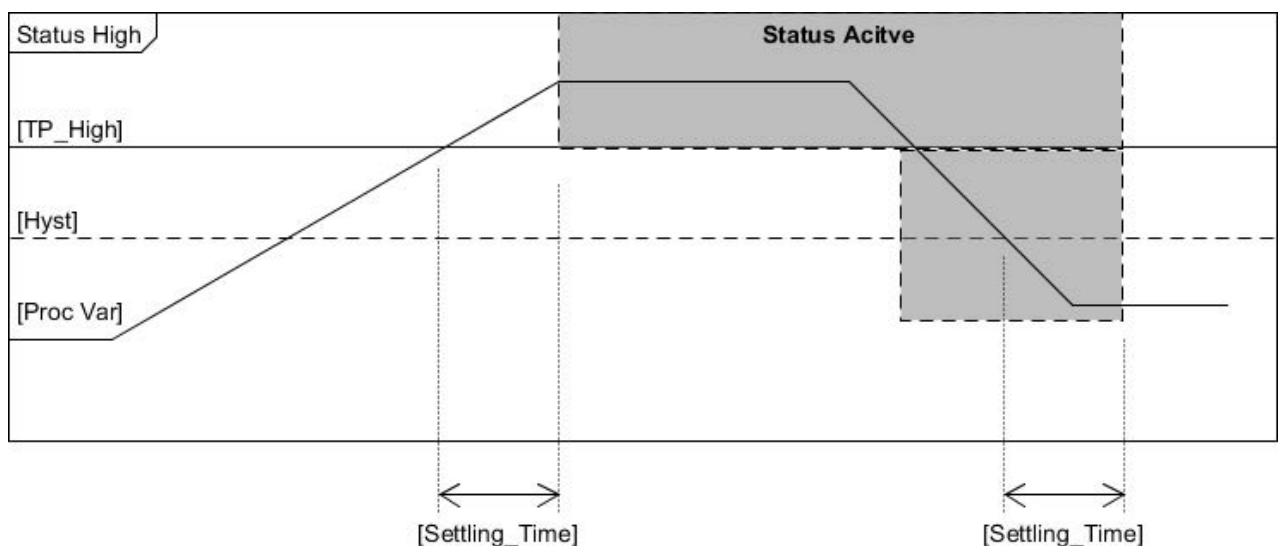 Status High
Status Acitve
[TP_High]
[Hyst]
[Proc Var]
[Settling_Time]
[Settling_Time]